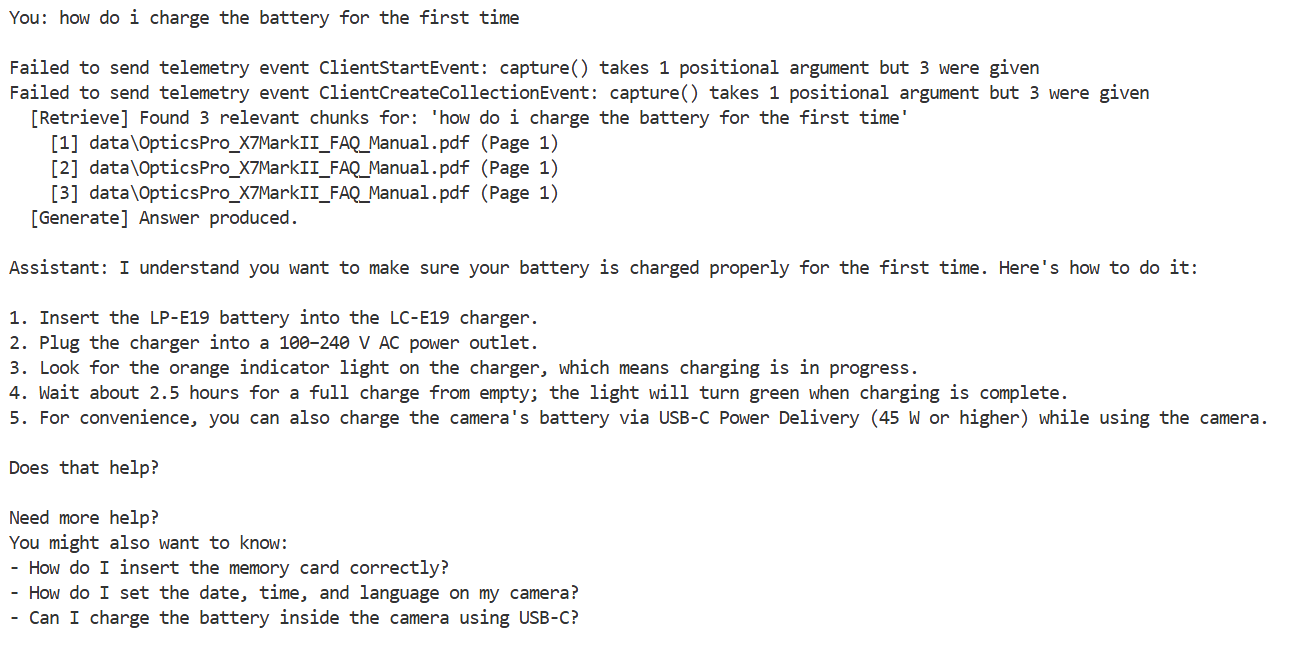 You: how do i charge the battery for the first time
Failed to send telemetry event ClientStartEvent: capture() takes 1 positional argument but 3 were given
Failed to send telemetry event ClientCreateCollectionEvent: capture() takes 1 positional argument but 3 were given
[Retrieve] Found 3 relevant chunks for: 'how do i charge the battery for the first time'
[1] data\OpticsPro_X7MarkII_FAQ_Manual.pdf (Page 1)
[2] data\OpticsPro_X7MarkII_FAQ_Manual.pdf (Page 1)
[3] data\OpticsPro_X7MarkII_FAQ_Manual.pdf (Page 1)
[Generate] Answer produced.
Assistant: I understand you want to make sure your battery is charged properly for the first time. Here's how to do it:
1. Insert the LP-E19 battery into the LC-E19 charger.
2. Plug the charger into a 100–240 V AC power outlet.
3. Look for the orange indicator light on the charger, which means charging is in progress.
4. Wait about 2.5 hours for a full charge from empty; the light will turn green when charging is complete.
5. For convenience, you can also charge the camera's battery via USB-C Power Delivery (45 W or higher) while using the camera.
Does that help?
Need more help?
You might also want to know:
- How do I insert the memory card correctly?
- How do I set the date, time, and language on my camera?
- Can I charge the battery inside the camera using USB-C?